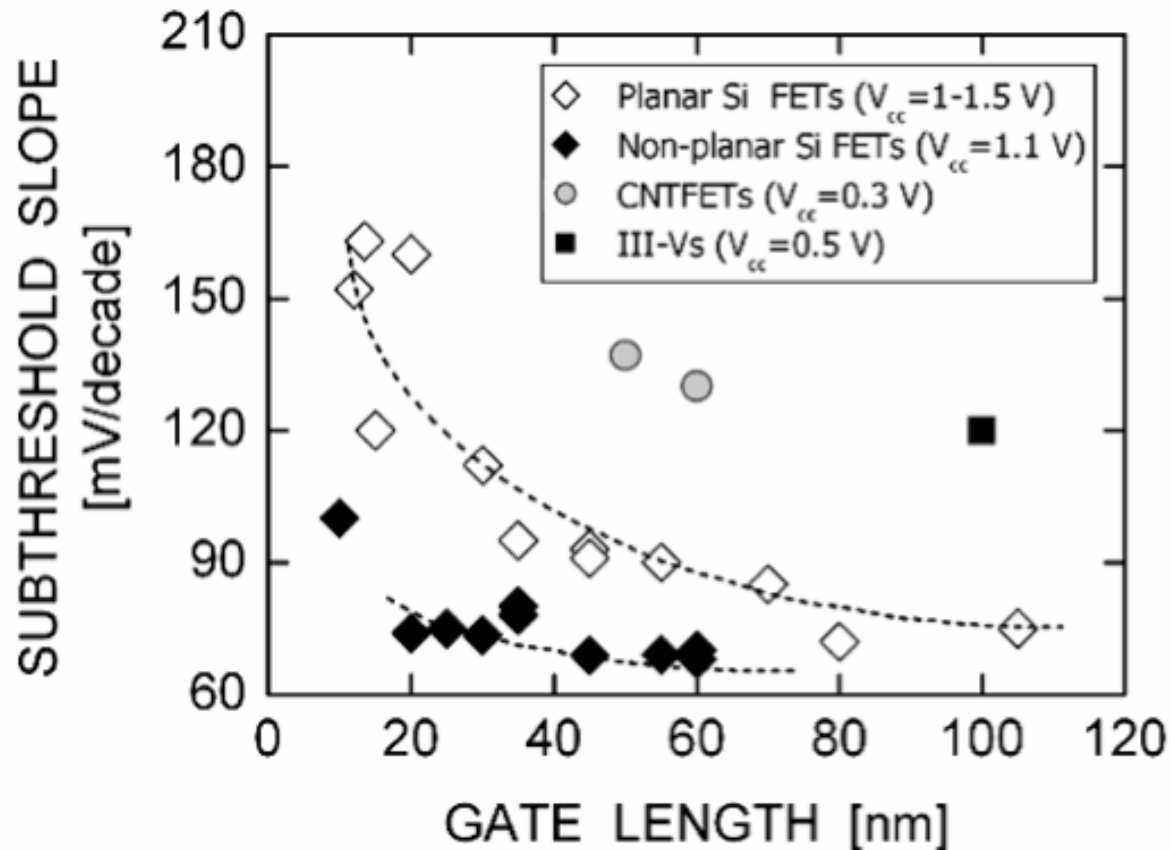 SUBTHRESHOLD SLOPE
[mV/decade]
210
180
150
120
90
60
Planar Si FETs (Vcc=1-1.5 V)
Non-planar Si FETs (Vcc=1.1 V)
CNTFETs (Vcc=0.3 V)
III-Vs (Vcc=0.5 V)
0 20 40 60 80 100 120
GATE LENGTH [nm]